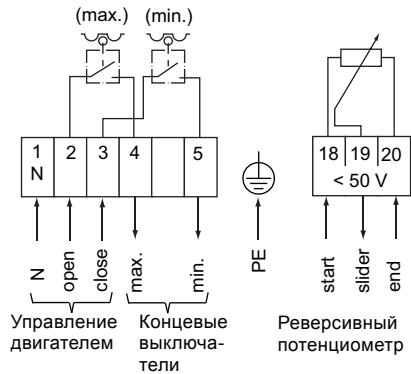 (max.) (min.)
1 2 3 4 5
N
18 19 20
< 50 V
N open close max. min. PE start slider end
Управление
двигателем
Концевые
выключа-
тели
Реверсивный
потенциометр